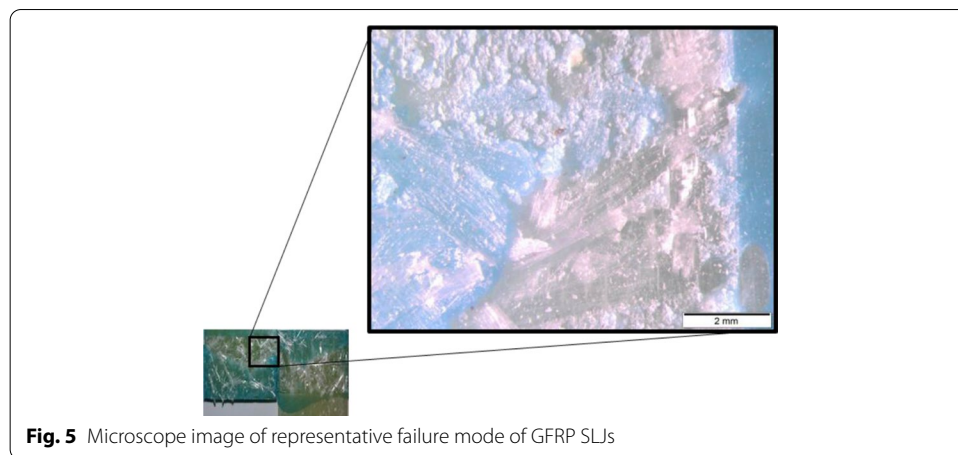 2 mm
Fig. 5 Microscope image of representative failure mode of GFRP SLJs